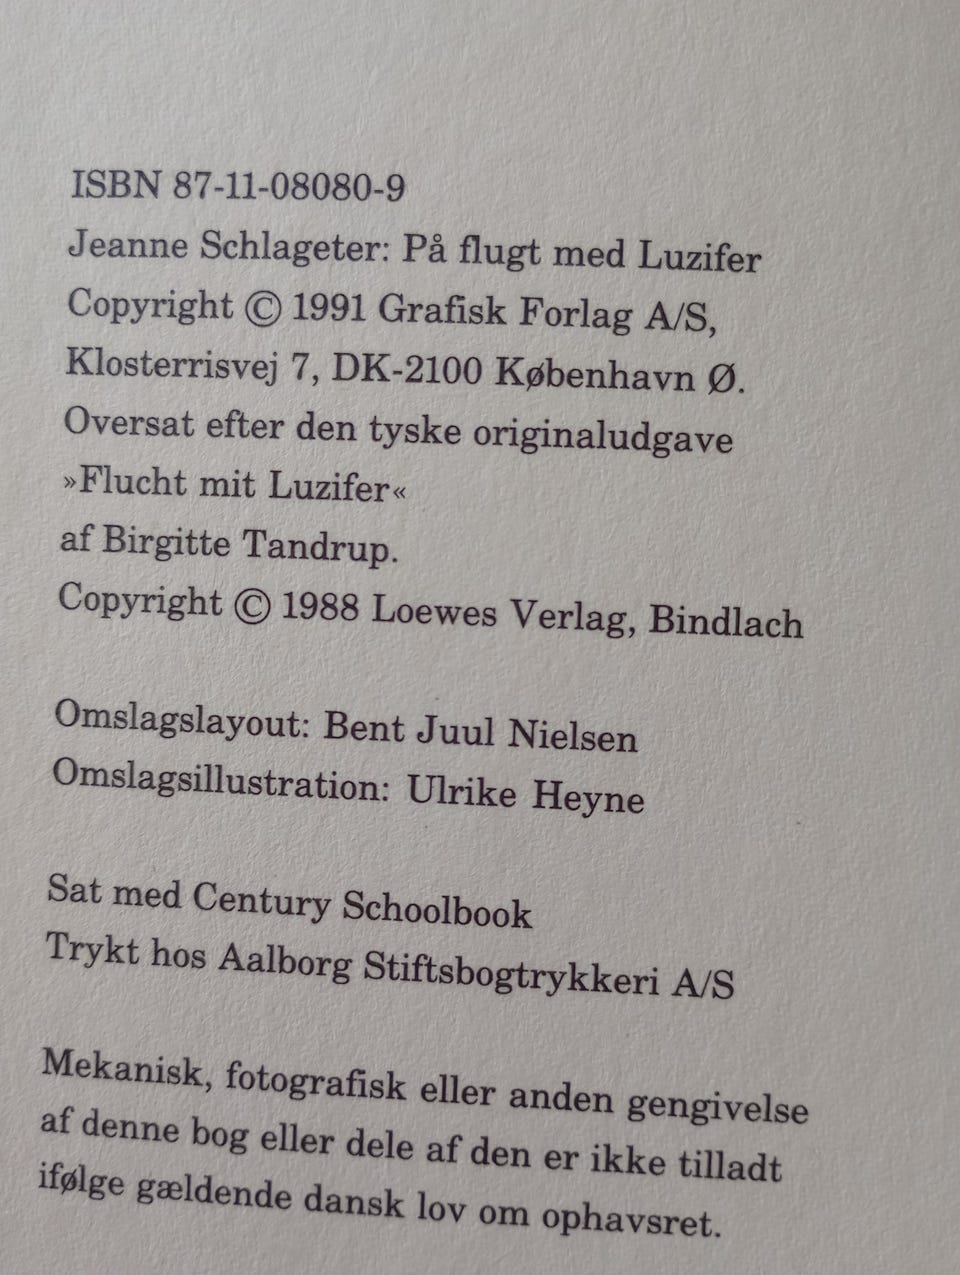 ISBN 87-11-08080-9
Jeanne Schlageter: På flugt med Luzifer
Copyright © 1991 Grafisk Forlag A/S,
Klosterrisvej 7, DK-2100 København Ø.
Oversat efter den tyske originaludgave
»Flucht mit Luzifer«
af Birgitte Tandrup.
Copyright © 1988 Loewes Verlag, Bindlach
Omslagslayout: Bent Juul Nielsen
Omslagsillustration: Ulrike Heyne
Sat med Century Schoolbook
Trykt hos Aalborg Stiftsbogtrykkeri A/S
Mekanisk, fotografisk eller anden gengivelse
af denne bog eller dele af den er ikke tilladt
ifølge gældende dansk lov om ophavsret.